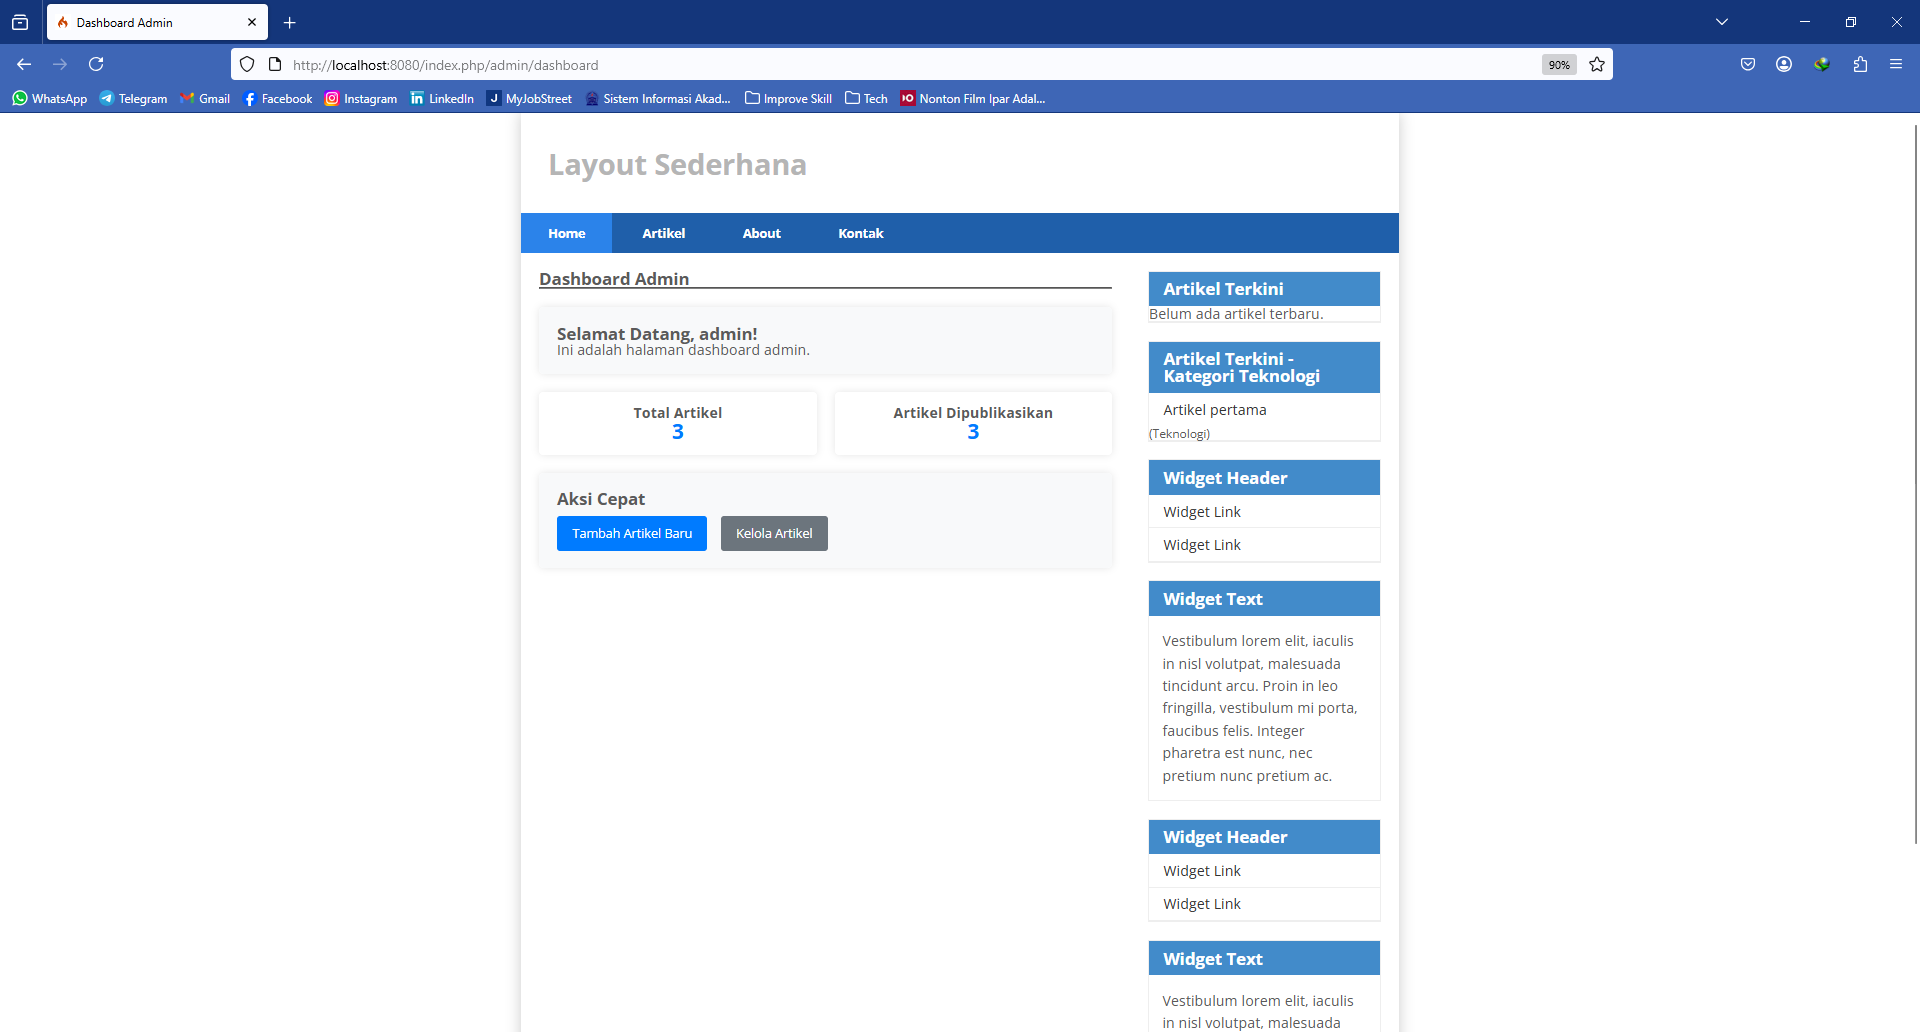 Dashboard Admin
http://localhost:8080/index.php/admin/dashboard
90%
WhatsApp
Telegram
Gmail
Facebook
Instagram
LinkedIn
MyJobStreet
Sistem Informasi Akad...
Improve Skill
Tech
Nonton Film Ipar Adal...
Layout Sederhana
Home
Artikel
About
Kontak
Dashboard Admin
Selamat Datang, admin!
Ini adalah halaman dashboard admin.
Total Artikel
3
Artikel Dipublikasikan
3
Aksi Cepat
Tambah Artikel Baru
Kelola Artikel
Artikel Terkini
Belum ada artikel terbaru.
Artikel Terkini -
Kategori Teknologi
Artikel pertama
(Teknologi)
Widget Header
Widget Link
Widget Link
Widget Text
Vestibulum lorem elit, iaculis
in nisl volutpat, malesuada
tincidunt arcu. Proin in leo
fringilla, vestibulum mi porta,
faucibus felis. Integer
pharetra est nunc, nec
pretium nunc pretium ac.
Widget Header
Widget Link
Widget Link
Widget Text
Vestibulum lorem elit, iaculis
in nisl volutpat, malesuada